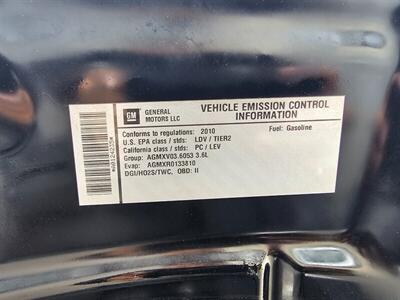 GM
GENERAL MOTORS LLC
VEHICLE EMISSION CONTROL INFORMATION
Conforms to regulations: 2010 Fuel: Gasoline
U.S. EPA class / stds: LDV / TIER2
California class / stds: PC / LEV
Group: AGMXV03.6053 3.6L
Evap: AGMXR0133810
DGI/HO2S/TWC, OBD: II